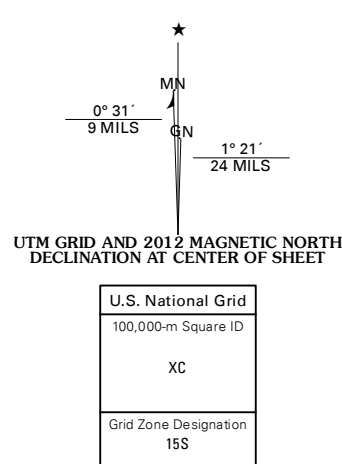 ★
MN
0° 31´
9 MILS
GN
1° 21´
24 MILS
UTM GRID AND 2012 MAGNETIC NORTH
DECLINATION AT CENTER OF SHEET
U.S. National Grid
100,000-m Square ID
XC
Grid Zone Designation
15S